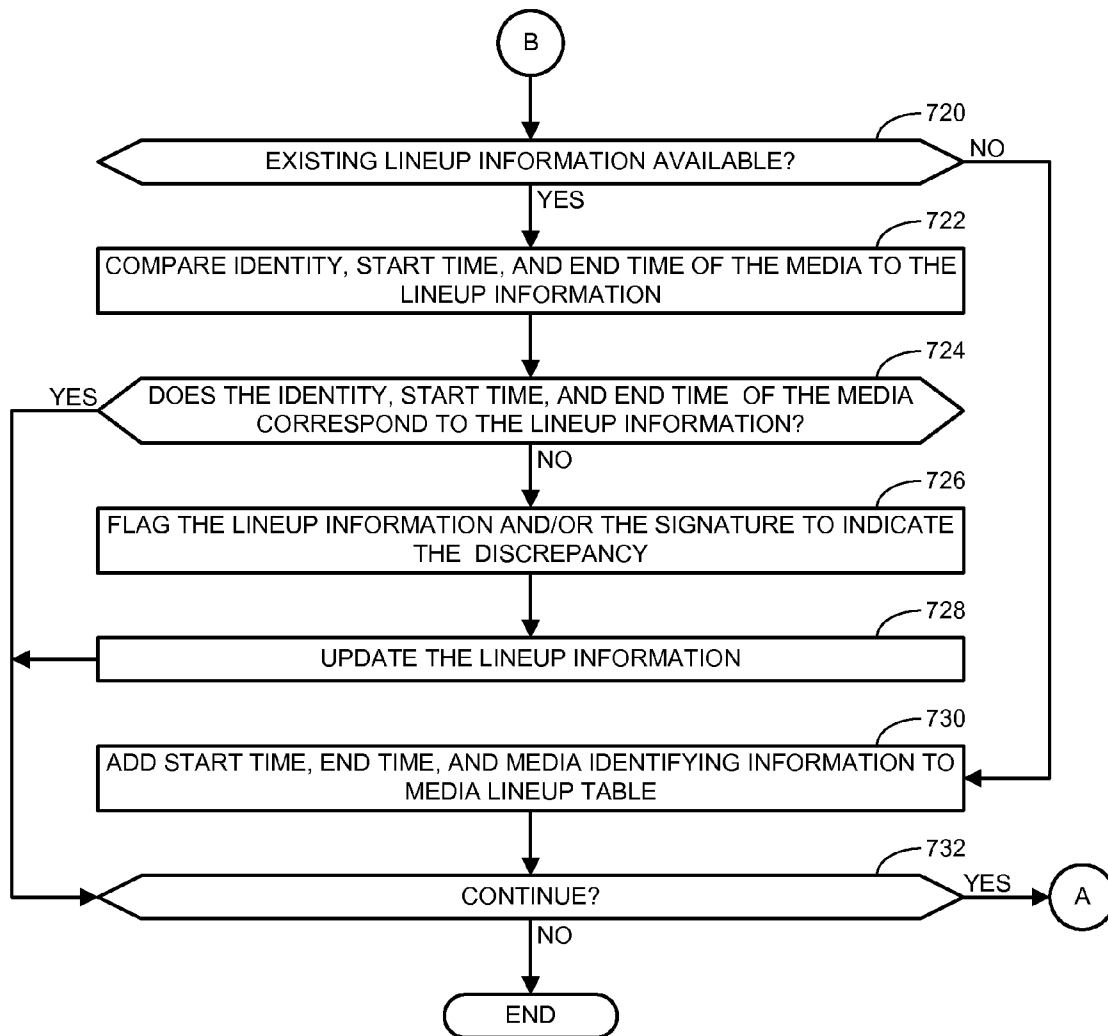 B
720
EXISTING LINEUP INFORMATION AVAILABLE?
NO
YES
722
COMPARE IDENTITY, START TIME, AND END TIME OF THE MEDIA TO THE
LINEUP INFORMATION
724
YES
DOES THE IDENTITY, START TIME, AND END TIME OF THE MEDIA
CORRESPOND TO THE LINEUP INFORMATION?
NO
726
FLAG THE LINEUP INFORMATION AND/OR THE SIGNATURE TO INDICATE
THE DISCREPANCY
728
UPDATE THE LINEUP INFORMATION
730
ADD START TIME, END TIME, AND MEDIA IDENTIFYING INFORMATION TO
MEDIA LINEUP TABLE
732
CONTINUE?
YES
A
NO
END